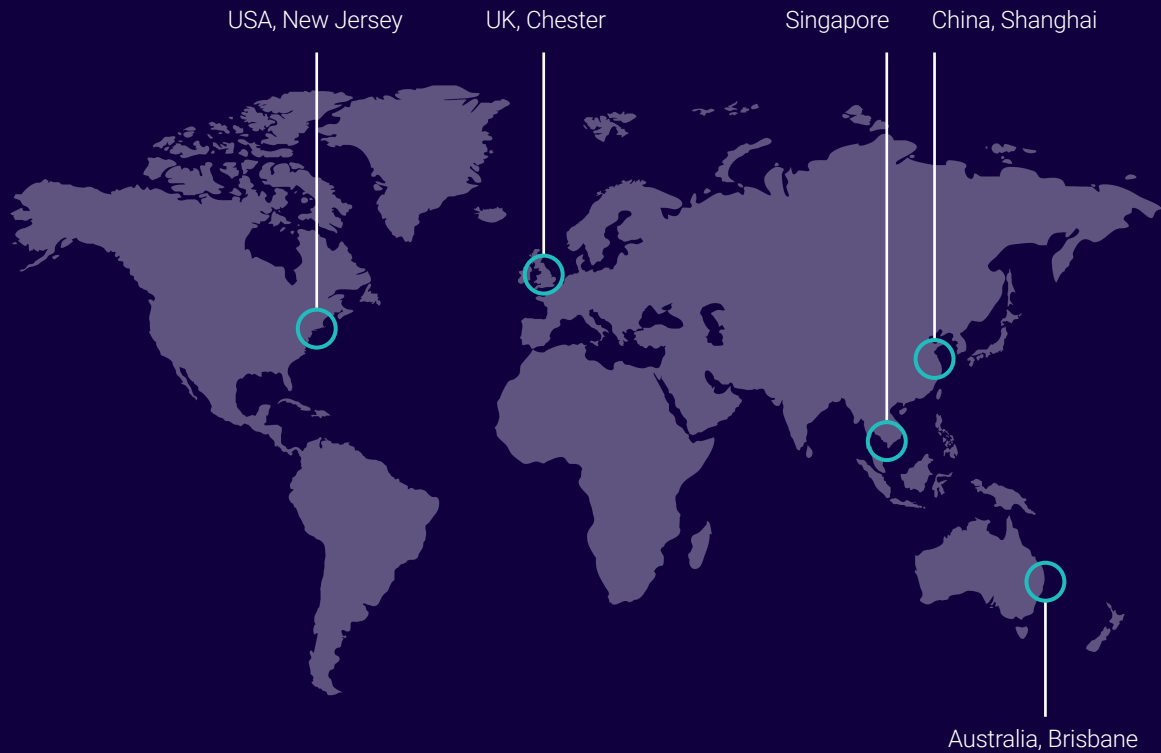 USA, New Jersey
UK, Chester
Singapore
China, Shanghai
Australia, Brisbane